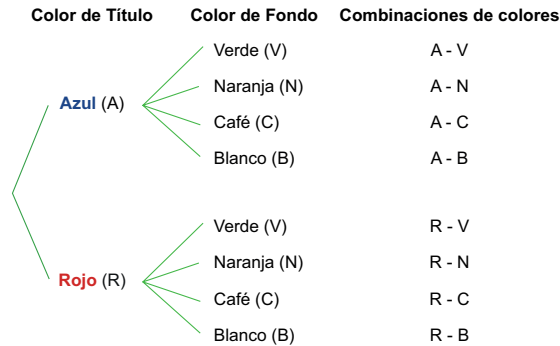 Color de Título Color de Fondo Combinaciones de colores
Verde (V) A - V
Naranja (N) A - N
Azul (A)
Café (C) A - C
Blanco (B) A - B
Verde (V) R - V
Naranja (N) R - N
Rojo (R)
Café (C) R - C
Blanco (B) R - B